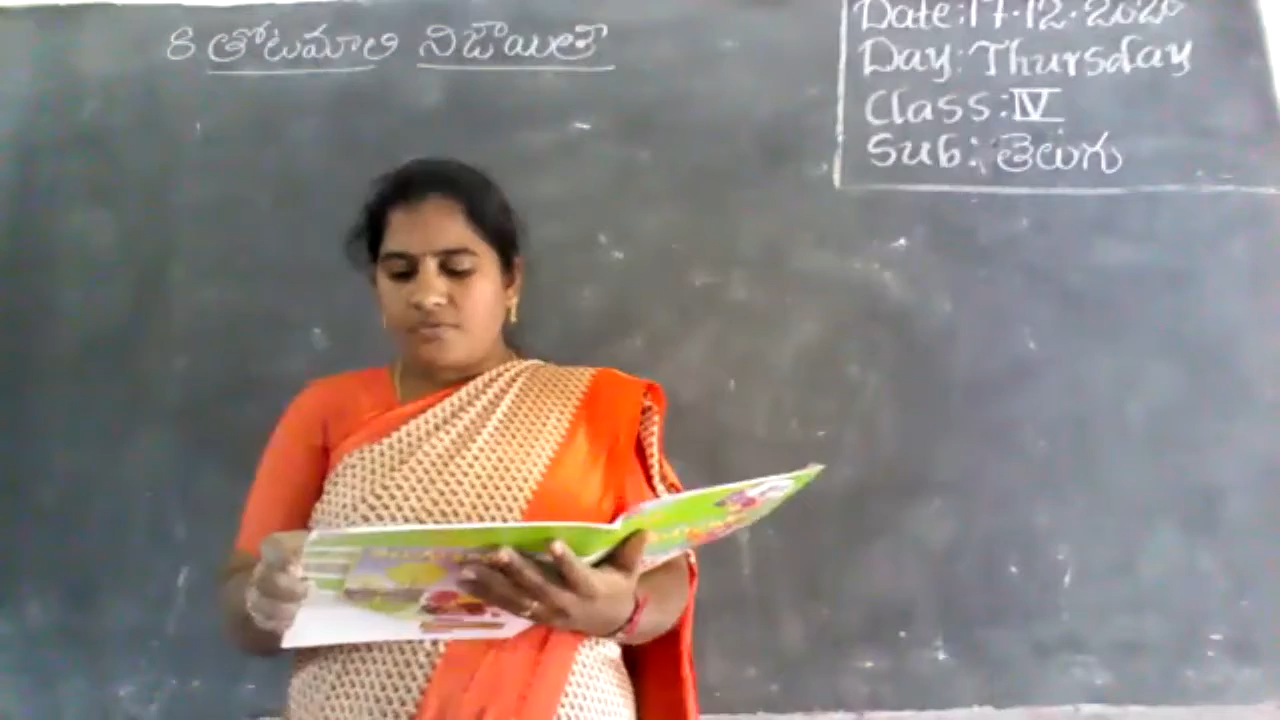 8 తోటమాలి నిజాయితీ
Date:17.12.2020
Day: Thursday
Class:IV
Sub: తెలుగు